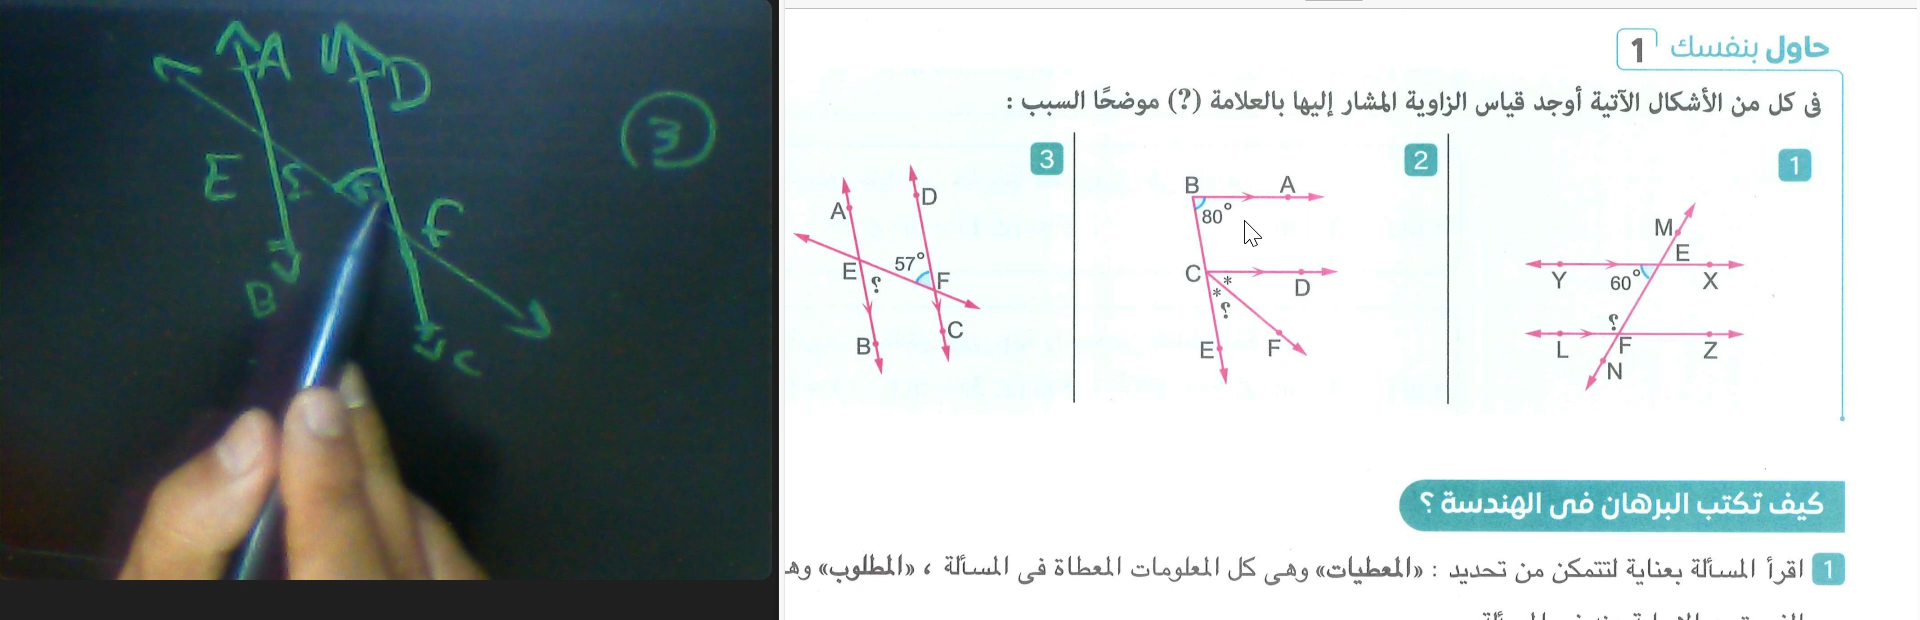 A
D
3
E
؟
F
B
C
حاول بنفسك 1
فى كل من الأشكال الآتية أوجد قياس الزاوية المشار إليها بالعلامة (؟) موضحًا السبب :
1
M
E
Y
60°
X
؟
L
F
Z
N
2
B
A
80°
C
*
D
*
؟
E
F
3
D
A
57°
E
؟
F
C
B
كيف تكتب البرهان فى الهندسة ؟
1 اقرأ المسألة بعناية لتتمكن من تحديد : «المعطيات» وهى كل المعلومات المعطاة فى المسألة ، «المطلوب» وهـ